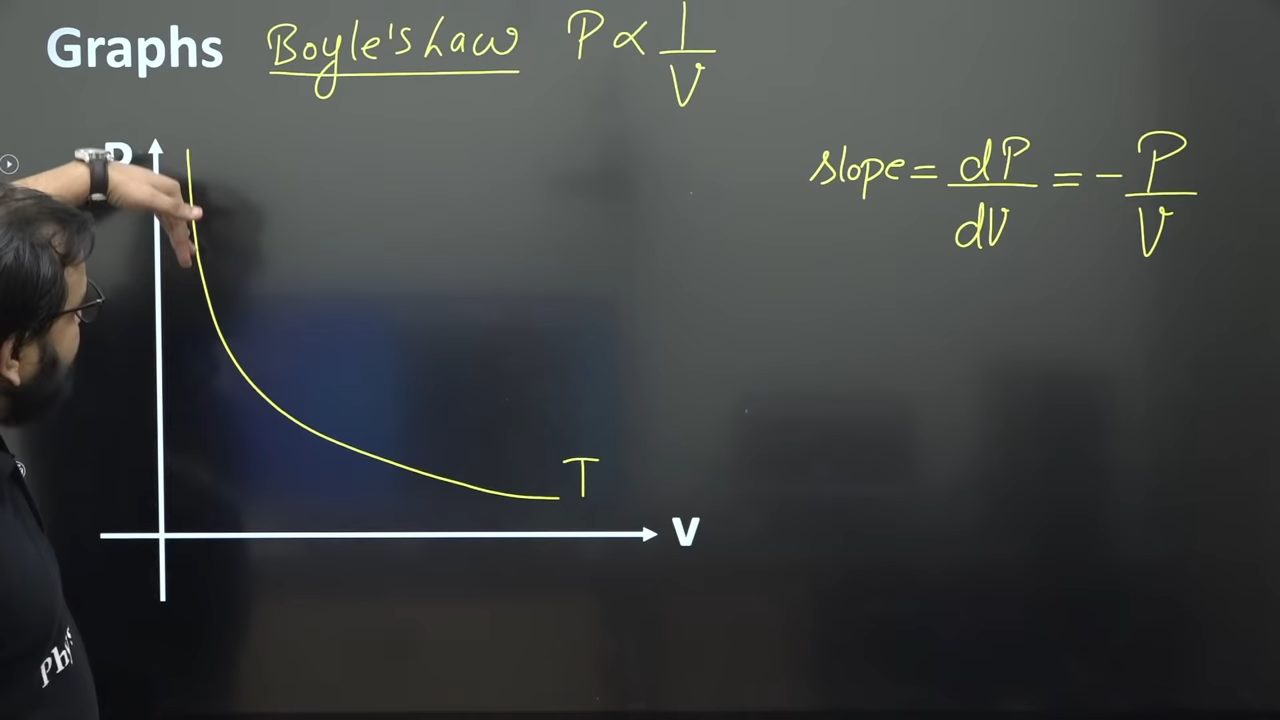 Graphs Boyle's Law P ∝ 1/V
P
slope = dP/dV = - P/V
T
V